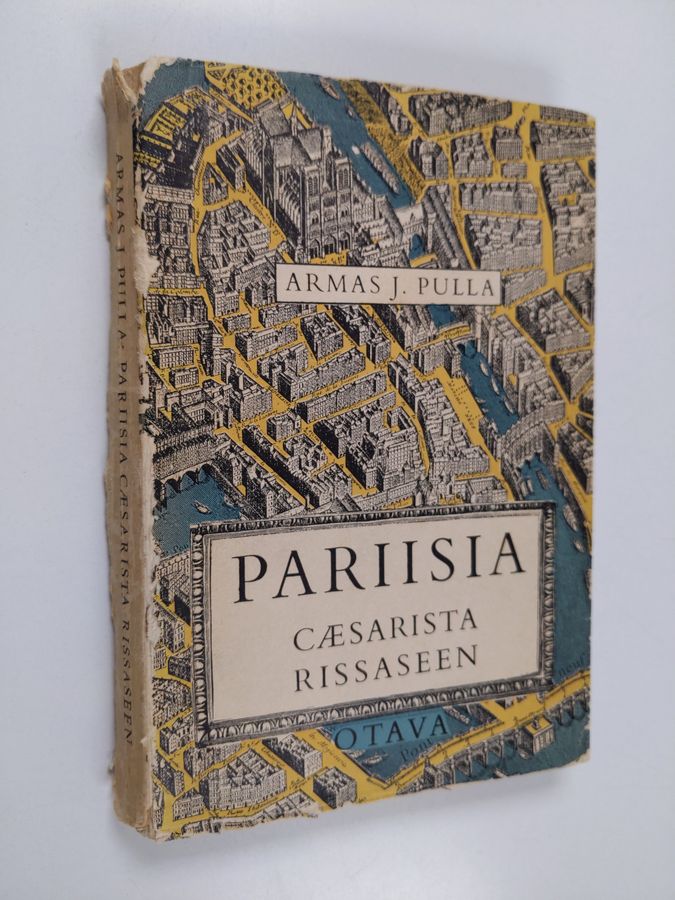 ARMAS J. PULLA
PARIISIA
CÆSARISTA
RISSASEEN
OTAVA
ARMAS J. PULLA · PARIISIA CÆSARISTA RISSASEEN